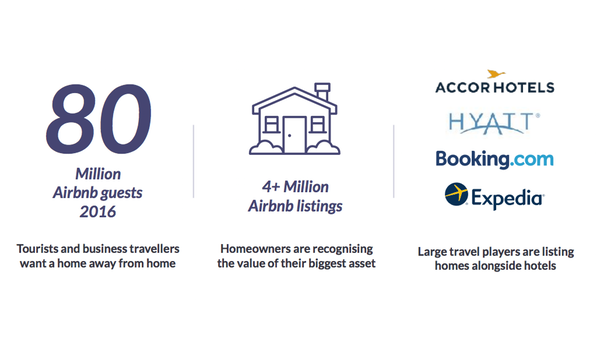 80
Million
Airbnb guests
2016
Tourists and business travellers
want a home away from home
4+ Million
Airbnb listings
Homeowners are recognising
the value of their biggest asset
ACCORHOTELS
HYATT®
Booking.com
Expedia®
Large travel players are listing
homes alongside hotels